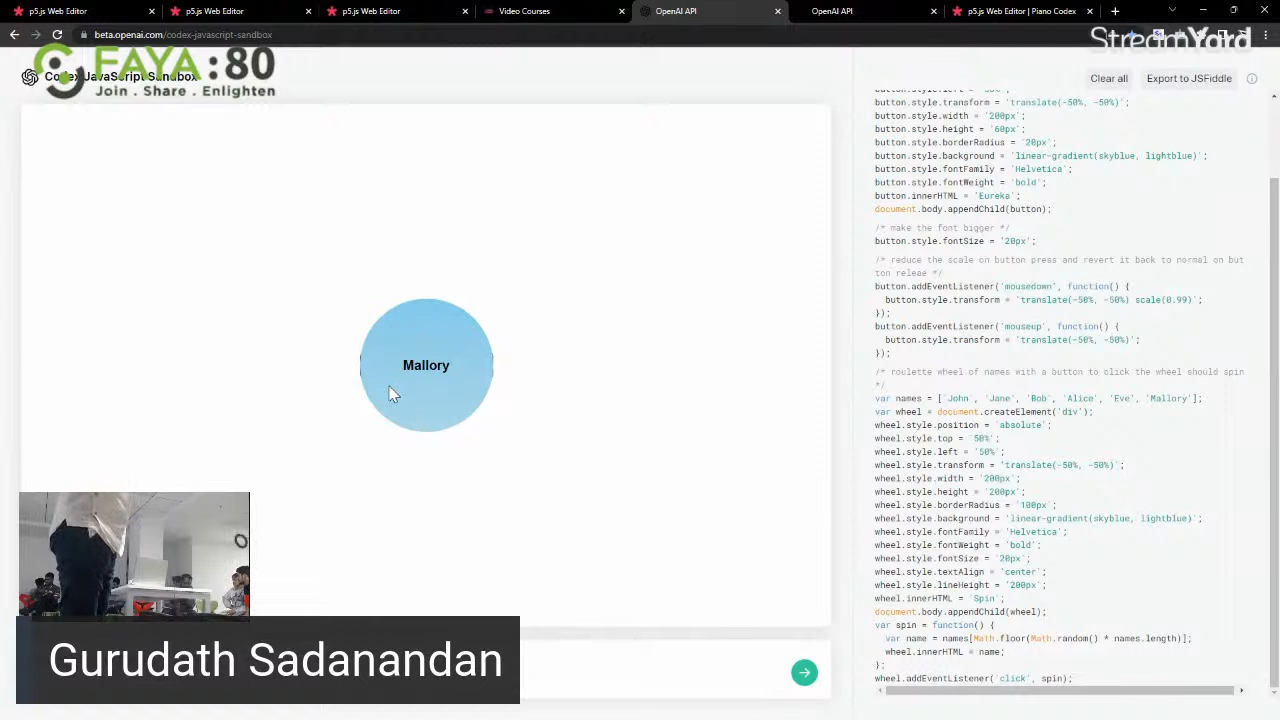 p5.js Web Editor
p5.js Web Editor
p5.js Web Editor
Video Courses
OpenAI API
OpenAI API
p5.js Web Editor | Piano Codex
beta.openai.com/codex-javascript-sandbox
StreamYard
FAYA:80
Join . Share . Enlighten
Codex JavaScript Sandbox
Clear all
Export to JSFiddle
button.style.transform = 'translate(-50%, -50%)';
button.style.width = '200px';
button.style.height = '60px';
button.style.borderRadius = '20px';
button.style.background = 'linear-gradient(skyblue, lightblue)';
button.style.fontFamily = 'Helvetica';
button.style.fontWeight = 'bold';
button.innerHTML = 'Eureka';
document.body.appendChild(button);
/* make the font bigger */
button.style.fontSize = '20px';
/* reduce the scale on button press and revert it back to normal on but
ton releae */
button.addEventListener('mousedown', function() {
button.style.transform = 'translate(-50%, -50%) scale(0.99)';
});
button.addEventListener('mouseup', function() {
button.style.transform = 'translate(-50%, -50%)';
});
/* roulette wheel of names with a button to click the wheel should spin
*/
var names = ['John', 'Jane', 'Bob', 'Alice', 'Eve', 'Mallory'];
var wheel = document.createElement('div');
wheel.style.position = 'absolute';
wheel.style.top = '50%';
wheel.style.left = '50%';
wheel.style.transform = 'translate(-50%, -50%)';
wheel.style.width = '200px';
wheel.style.height = '200px';
wheel.style.borderRadius = '100px';
wheel.style.background = 'linear-gradient(skyblue, lightblue)';
wheel.style.fontFamily = 'Helvetica';
wheel.style.fontWeight = 'bold';
wheel.style.fontSize = '20px';
wheel.style.textAlign = 'center';
wheel.style.lineHeight = '200px';
wheel.innerHTML = 'Spin';
document.body.appendChild(wheel);
var spin = function() {
var name = names[Math.floor(Math.random() * names.length)];
wheel.innerHTML = name;
};
wheel.addEventListener('click', spin);
Mallory
Gurudath Sadanandan